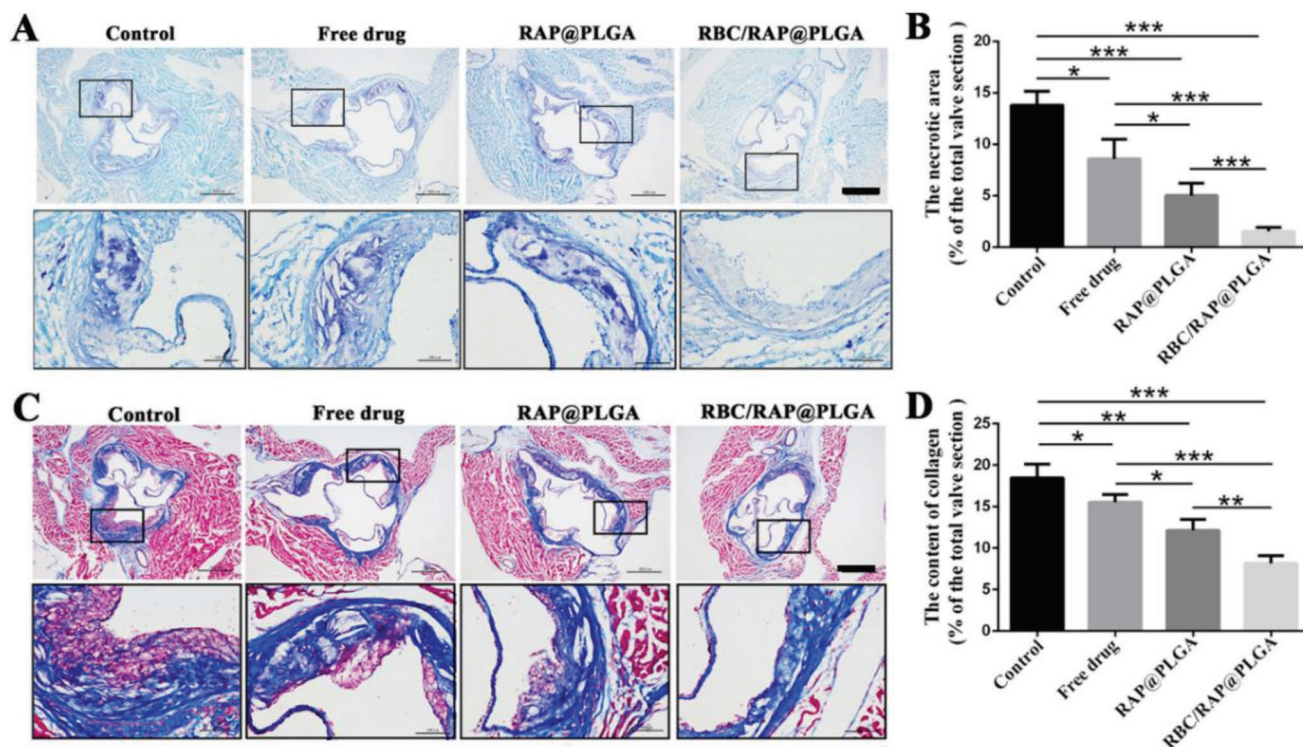 A
Control
Free drug
RAP@PLGA
RBC/RAP@PLGA
B
The necrotic area
(% of the total valve section)
20
15
10
5
0
***
***
*
***
*
***
Control
Free drug
RAP@PLGA
RBC/RAP@PLGA
C
Control
Free drug
RAP@PLGA
RBC/RAP@PLGA
D
The content of collagen
(% of the total valve section )
25
20
15
10
5
0
***
**
*
***
*
**
Control
Free drug
RAP@PLGA
RBC/RAP@PLGA